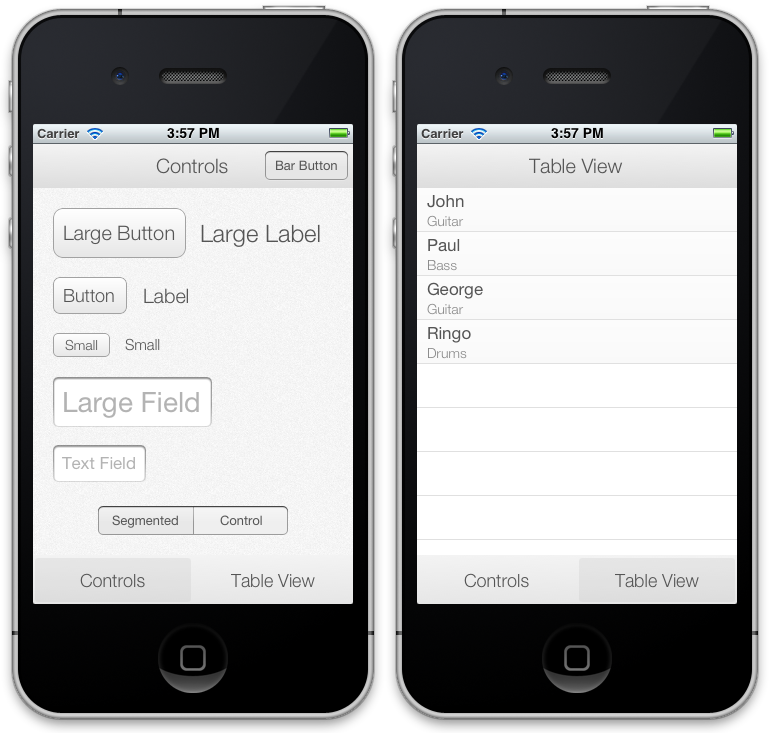 Carrier 3:57 PM
Controls Bar Button
Large Button Large Label
Button Label
Small Small
Large Field
Text Field
Segmented Control
Controls Table View
Carrier 3:57 PM
Table View
John
Guitar
Paul
Bass
George
Guitar
Ringo
Drums
Controls Table View